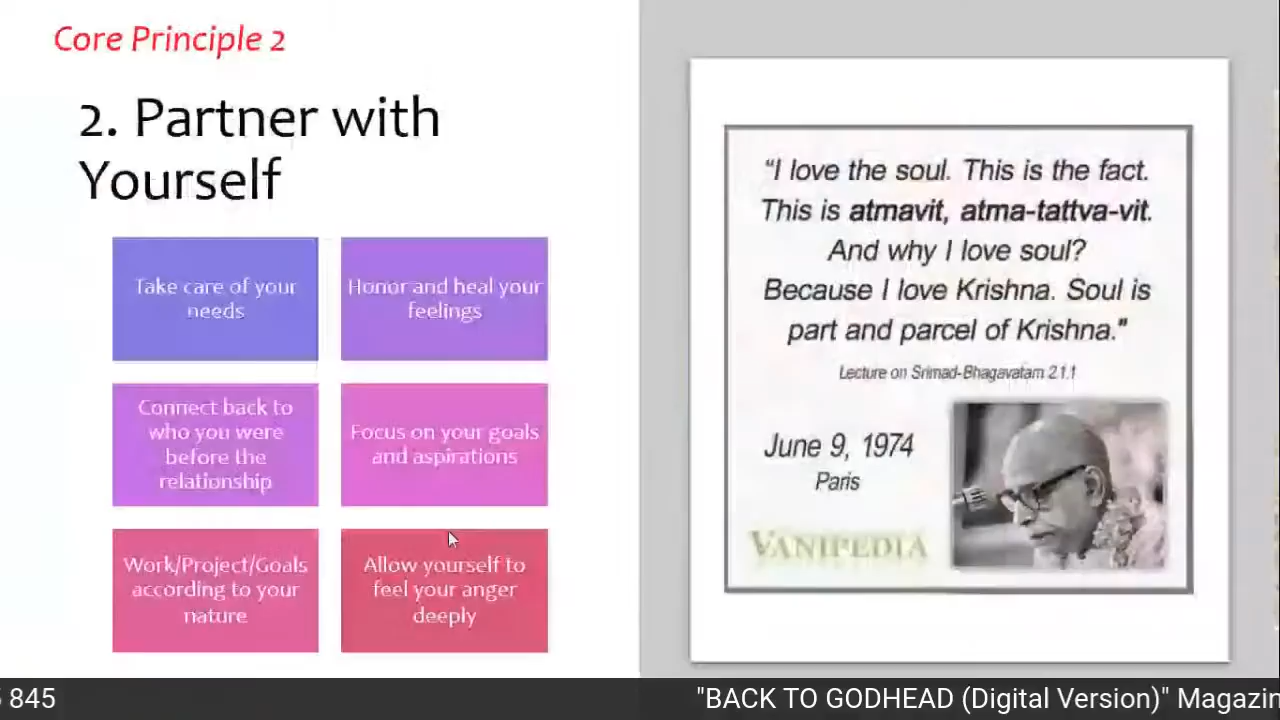 Core Principle 2
2. Partner with
Yourself
Take care of your
needs
Honor and heal your
feelings
Connect back to
who you were
before the
relationship
Focus on your goals
and aspirations
Work/Project/Goals
according to your
nature
Allow yourself to
feel your anger
deeply
"I love the soul. This is the fact.
This is atmavit, atma-tattva-vit.
And why I love soul?
Because I love Krishna. Soul is
part and parcel of Krishna."
Lecture on Srimad-Bhagavatam 2.1.1
June 9, 1974
Paris
VANIPEDIA
845
"BACK TO GODHEAD (Digital Version)" Magazin